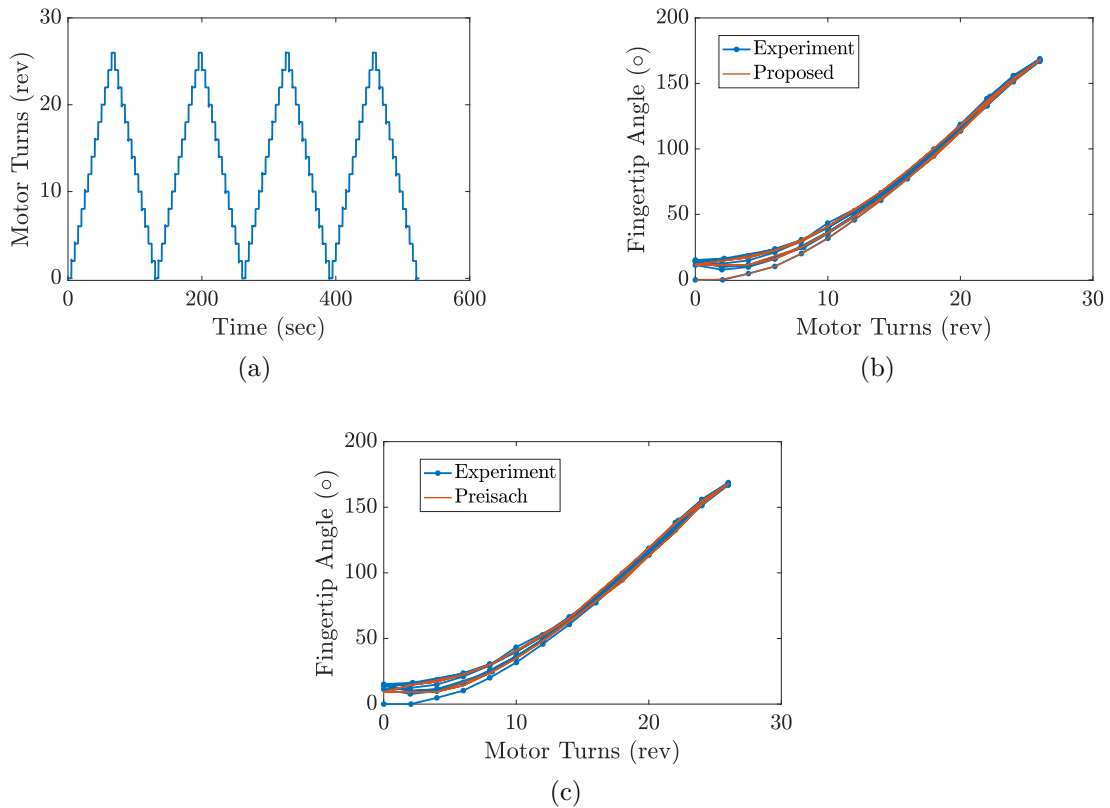 30
20
10
0
Motor Turns (rev)
0
200
400
600
Time (sec)
(a)
200
150
100
50
0
Fingertip Angle (○)
Experiment
Proposed
0
10
20
30
Motor Turns (rev)
(b)
200
150
100
50
0
Fingertip Angle (○)
Experiment
Preisach
0
10
20
30
Motor Turns (rev)
(c)